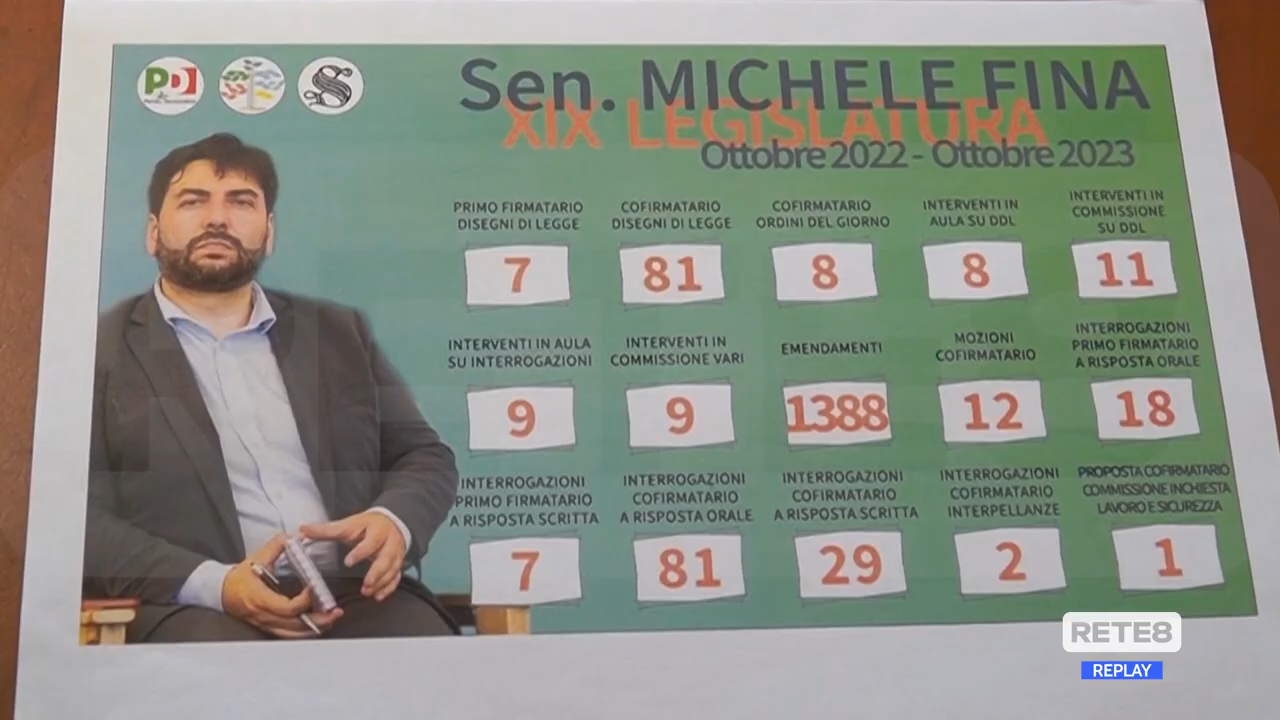 PD
Partito Democratico
S
Sen. MICHELE FINA
XIX LEGISLATURA
Ottobre 2022 - Ottobre 2023
PRIMO FIRMATARIO
DISEGNI DI LEGGE
7
COFIRMATARIO
DISEGNI DI LEGGE
81
COFIRMATARIO
ORDINI DEL GIORNO
8
INTERVENTI IN
AULA SU DDL
8
INTERVENTI IN
COMMISSIONE
SU DDL
11
INTERVENTI IN AULA
SU INTERROGAZIONI
9
INTERVENTI IN
COMMISSIONE VARI
9
EMENDAMENTI
1388
MOZIONI
COFIRMATARIO
12
INTERROGAZIONI
PRIMO FIRMATARIO
A RISPOSTA ORALE
18
INTERROGAZIONI
PRIMO FIRMATARIO
A RISPOSTA SCRITTA
7
INTERROGAZIONI
COFIRMATARIO
A RISPOSTA ORALE
81
INTERROGAZIONI
COFIRMATARIO
A RISPOSTA SCRITTA
29
INTERROGAZIONI
COFIRMATARIO
INTERPELLANZE
2
PROPOSTA COFIRMATARIO
COMMISSIONE INCHIESTA
LAVORO E SICUREZZA
1
RETE8
REPLAY